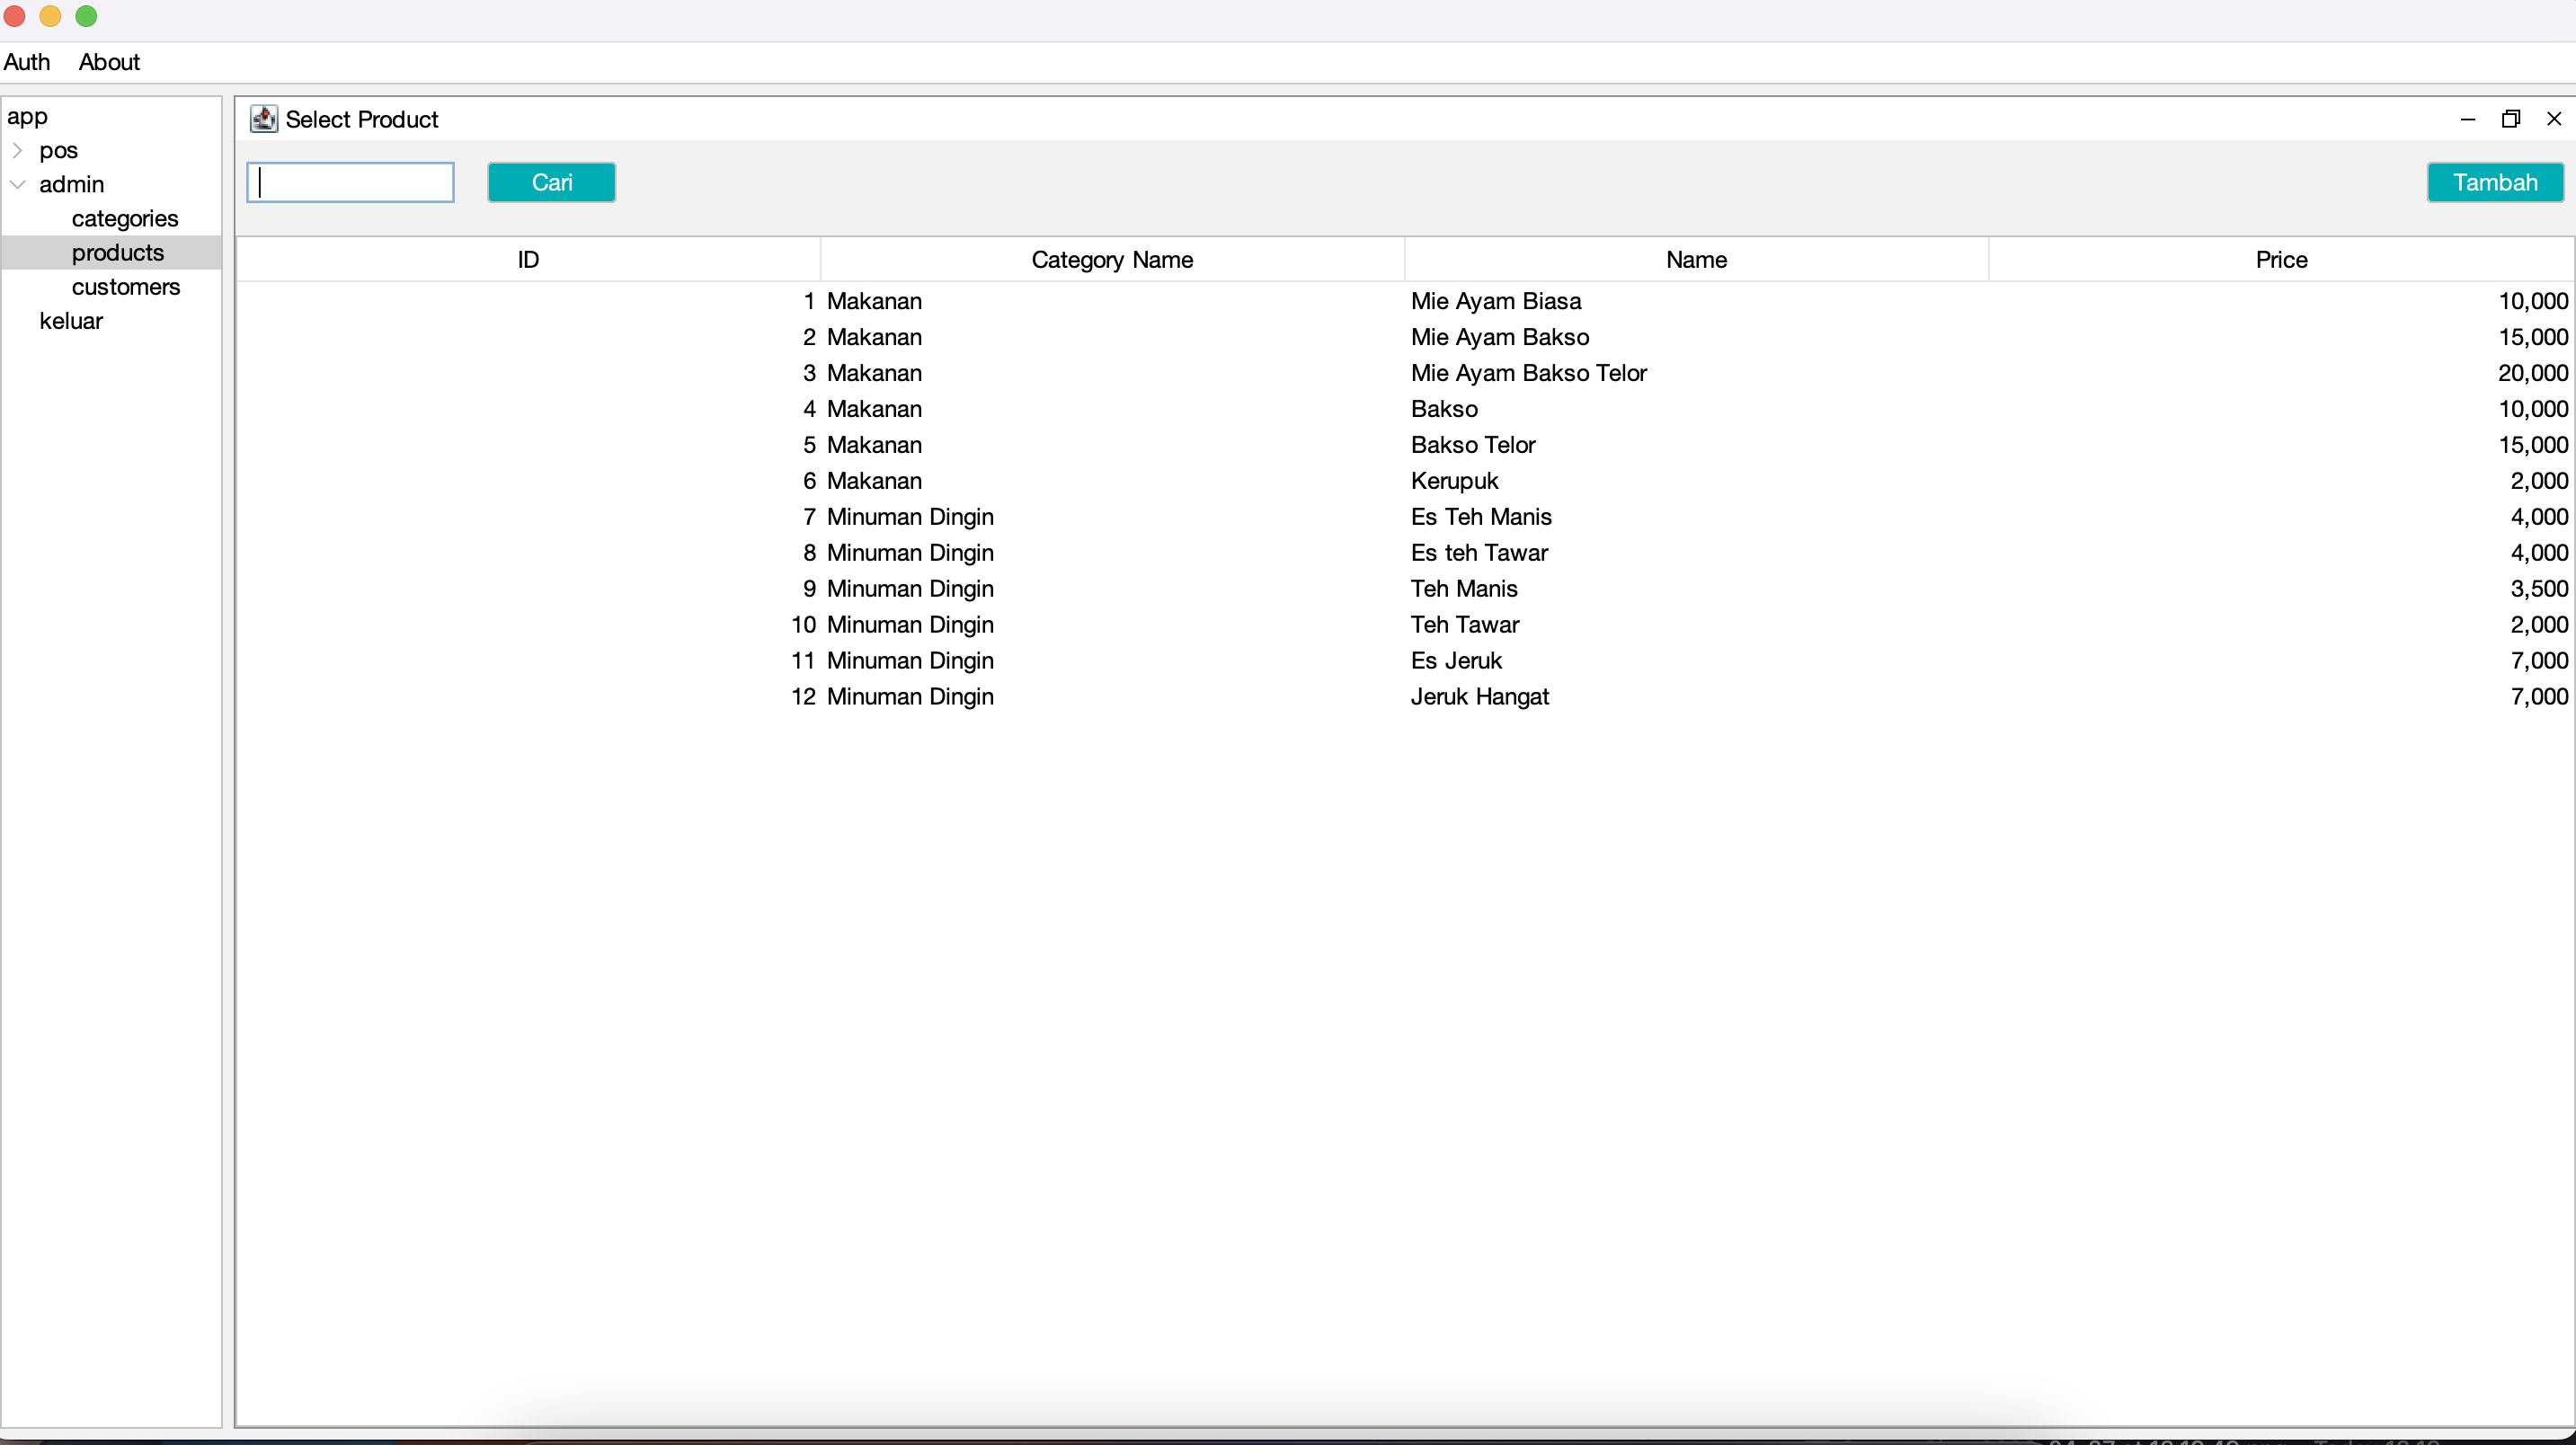 Auth About
app
pos
admin
categories
products
customers
keluar
Select Product
Cari Tambah
ID Category Name Name Price
1 Makanan Mie Ayam Biasa 10,000
2 Makanan Mie Ayam Bakso 15,000
3 Makanan Mie Ayam Bakso Telor 20,000
4 Makanan Bakso 10,000
5 Makanan Bakso Telor 15,000
6 Makanan Kerupuk 2,000
7 Minuman Dingin Es Teh Manis 4,000
8 Minuman Dingin Es teh Tawar 4,000
9 Minuman Dingin Teh Manis 3,500
10 Minuman Dingin Teh Tawar 2,000
11 Minuman Dingin Es Jeruk 7,000
12 Minuman Dingin Jeruk Hangat 7,000